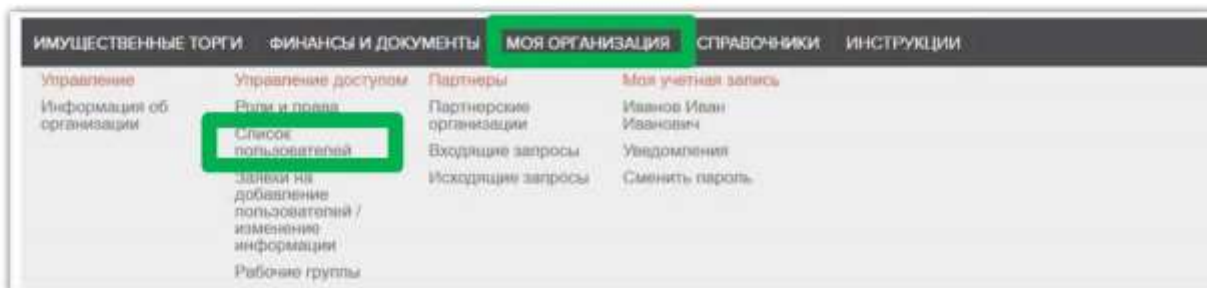 ИМУЩЕСТВЕННЫЕ ТОРГИ ФИНАНСЫ И ДОКУМЕНТЫ МОЯ ОРГАНИЗАЦИЯ СПРАВОЧНИКИ ИНСТРУКЦИИ
Управление
Информация об
организации
Управление доступом
Роли и права
Список
пользователей
Заявки на
добавление
пользователей /
изменение
информации
Рабочие группы
Партнеры
Партнерские
организации
Входящие запросы
Исходящие запросы
Моя учетная запись
Иванов Иван
Иванович
Уведомления
Сменить пароль